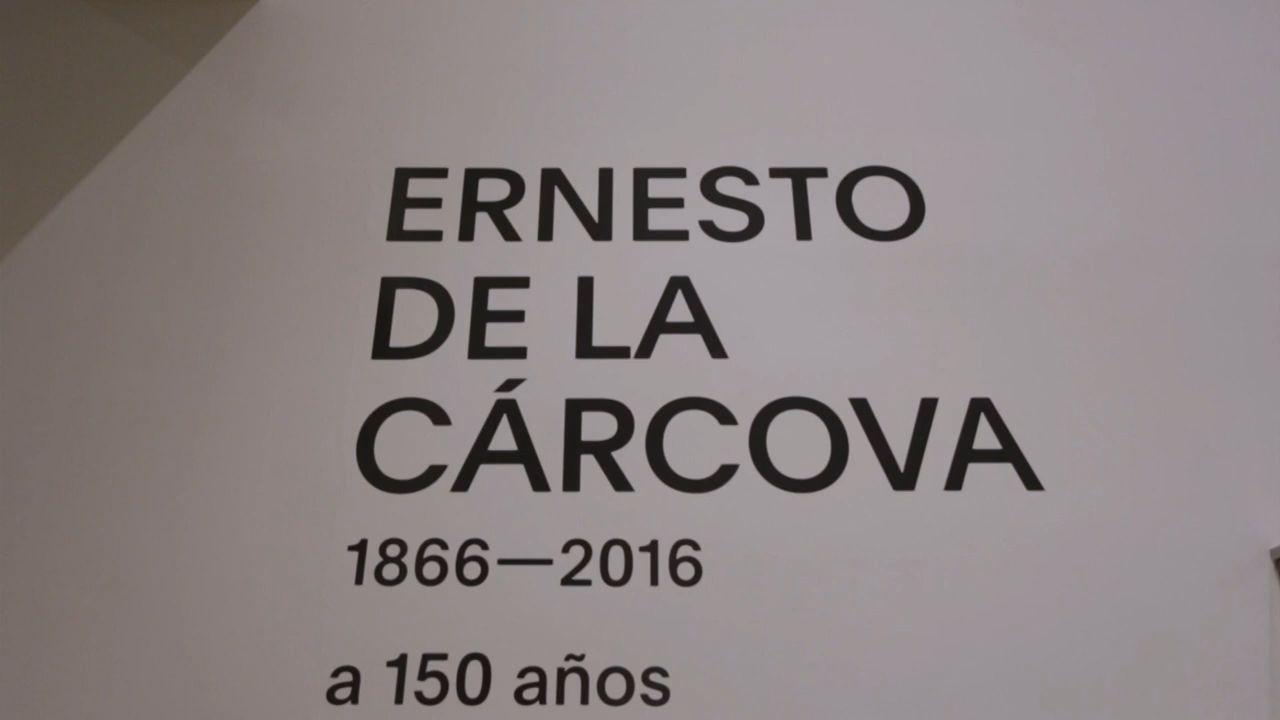 ERNESTO
DE LA
CÁRCOVA
1866—2016
a 150 años